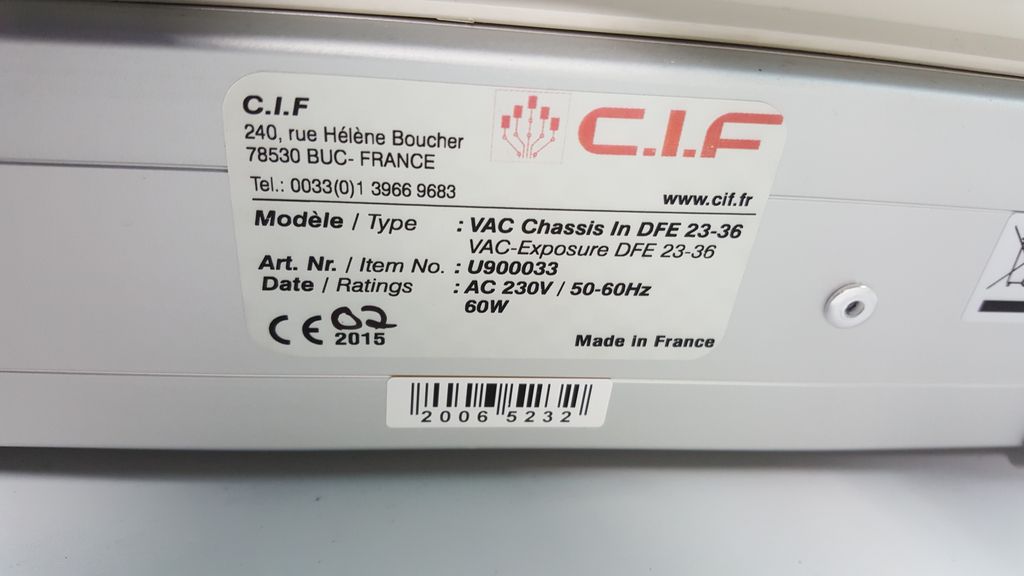 C.I.F
240, rue Hélène Boucher
78530 BUC- FRANCE
Tel.: 0033(0)1 3966 9683
C.I.F
www.cif.fr
Modèle / Type : VAC Chassis In DFE 23-36
VAC-Exposure DFE 23-36
Art. Nr. / Item No. : U900033
Date / Ratings : AC 230V / 50-60Hz
60W
CE 02
2015
Made in France
20065232